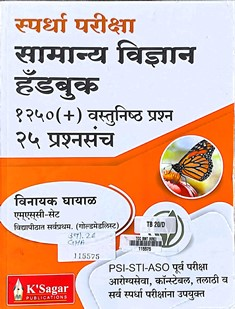 स्पर्धा परीक्षा
सामान्य विज्ञान
हँडबुक
१२५०(+) वस्तुनिष्ठ प्रश्न
२५ प्रश्नसंच
विनायक घायाळ
एमएससी-सेट
विद्यापीठात सर्वप्रथम, (गोल्डमेडलिस्ट)
TB 20/D
115575
115575
PSI-STI-ASO पूर्व परीक्षा
आरोग्यसेवा, कॉन्स्टेबल, तलाठी व
सर्व स्पर्धा परीक्षांना उपयुक्त
K'Sagar
PUBLICATIONS